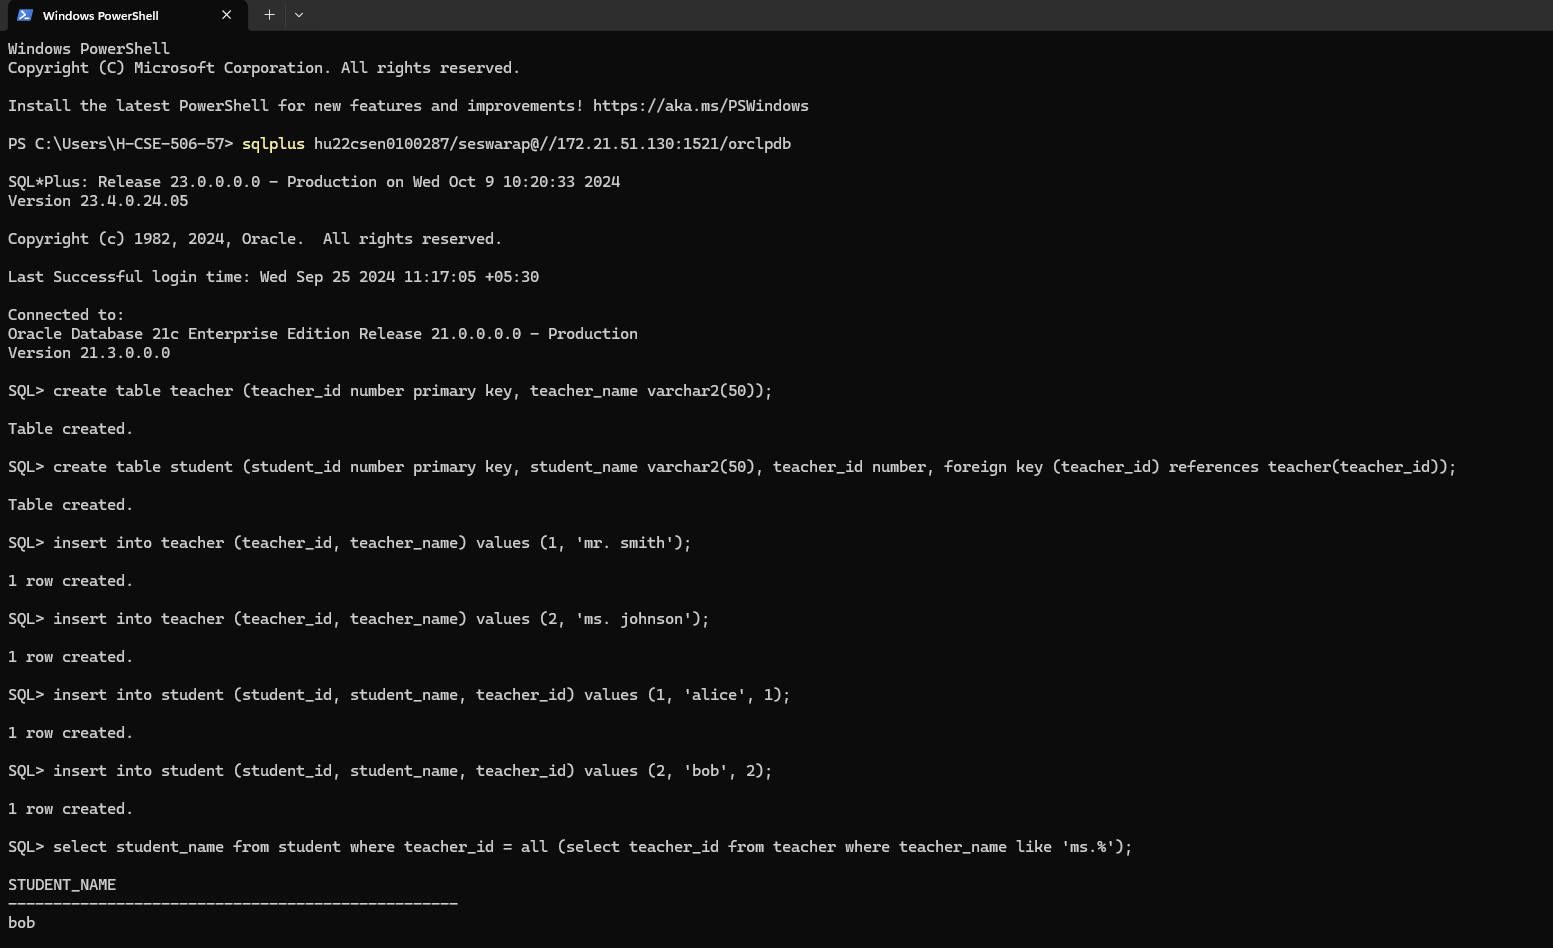 Windows PowerShell
Windows PowerShell
Copyright (C) Microsoft Corporation. All rights reserved.
Install the latest PowerShell for new features and improvements! https://aka.ms/PSWindows
PS C:\Users\H-CSE-506-57> sqlplus hu22csen0100287/seswarap@//172.21.51.130:1521/orclpdb
SQL*Plus: Release 23.0.0.0.0 - Production on Wed Oct 9 10:20:33 2024
Version 23.4.0.24.05
Copyright (c) 1982, 2024, Oracle.  All rights reserved.
Last Successful login time: Wed Sep 25 2024 11:17:05 +05:30
Connected to:
Oracle Database 21c Enterprise Edition Release 21.0.0.0.0 - Production
Version 21.3.0.0.0
SQL> create table teacher (teacher_id number primary key, teacher_name varchar2(50));
Table created.
SQL> create table student (student_id number primary key, student_name varchar2(50), teacher_id number, foreign key (teacher_id) references teacher(teacher_id));
Table created.
SQL> insert into teacher (teacher_id, teacher_name) values (1, 'mr. smith');
1 row created.
SQL> insert into teacher (teacher_id, teacher_name) values (2, 'ms. johnson');
1 row created.
SQL> insert into student (student_id, student_name, teacher_id) values (1, 'alice', 1);
1 row created.
SQL> insert into student (student_id, student_name, teacher_id) values (2, 'bob', 2);
1 row created.
SQL> select student_name from student where teacher_id = all (select teacher_id from teacher where teacher_name like 'ms.%');
STUDENT_NAME
--------------------------------------------------
bob